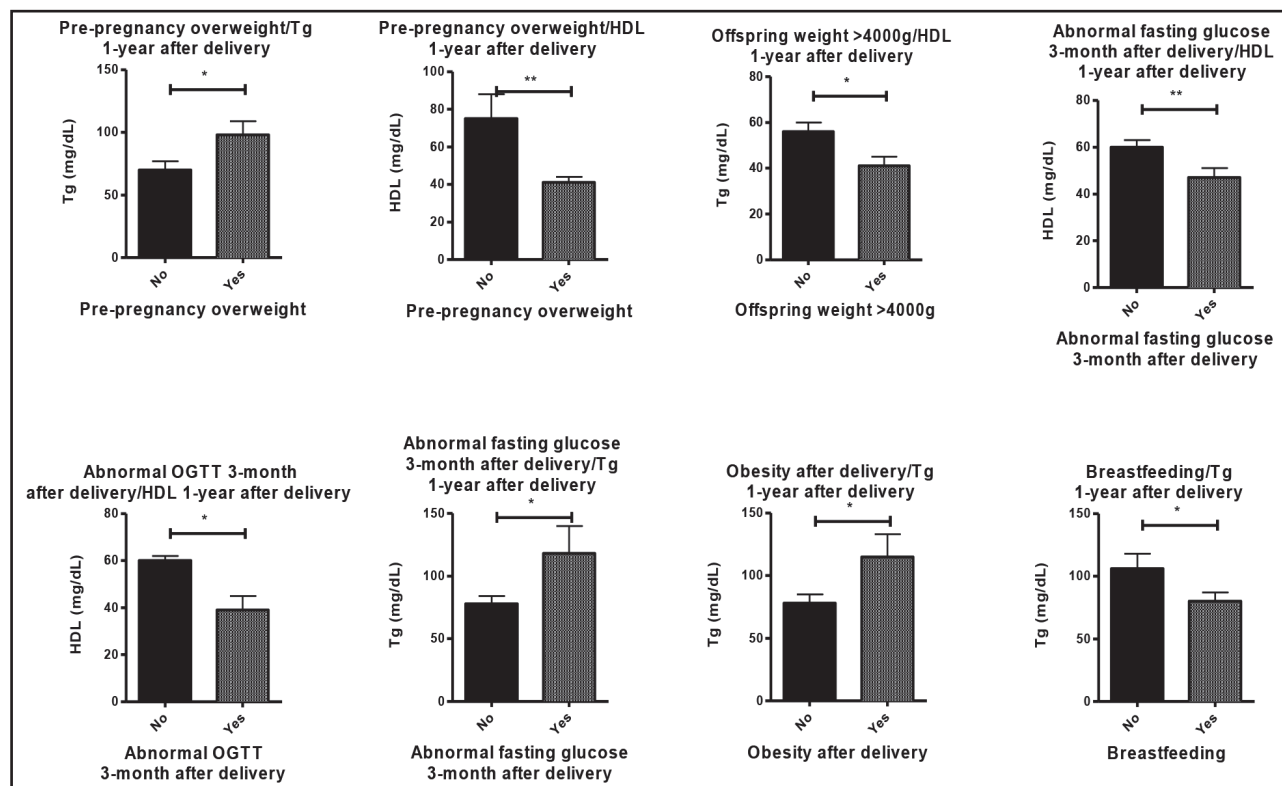 Pre-pregnancy overweight/Tg
1-year after delivery
*
150
100
50
0
Tg (mg/dL)
No
Yes
Pre-pregnancy overweight
Pre-pregnancy overweight/HDL
1-year after delivery
**
100
80
60
40
20
0
HDL (mg/dL)
No
Yes
Pre-pregnancy overweight
Offspring weight >4000g/HDL
1-year after delivery
*
60
40
20
0
Tg (mg/dL)
No
Yes
Offspring weight >4000g
Abnormal fasting glucose
3-month after delivery/HDL
1-year after delivery
**
80
60
40
20
0
HDL (mg/dL)
No
Yes
Abnormal fasting glucose
3-month after delivery
Abnormal OGTT 3-month
after delivery/HDL 1-year after delivery
*
80
60
40
20
0
HDL (mg/dL)
No
Yes
Abnormal OGTT
3-month after delivery
Abnormal fasting glucose
3-month after delivery/Tg
1-year after delivery
*
150
100
50
0
Tg (mg/dL)
No
Yes
Abnormal fasting glucose
3-month after delivery
Obesity after delivery/Tg
1-year after delivery
*
150
100
50
0
Tg (mg/dL)
No
Yes
Obesity after delivery
Breastfeeding/Tg
1-year after delivery
*
150
100
50
0
Tg (mg/dL)
No
Yes
Breastfeeding